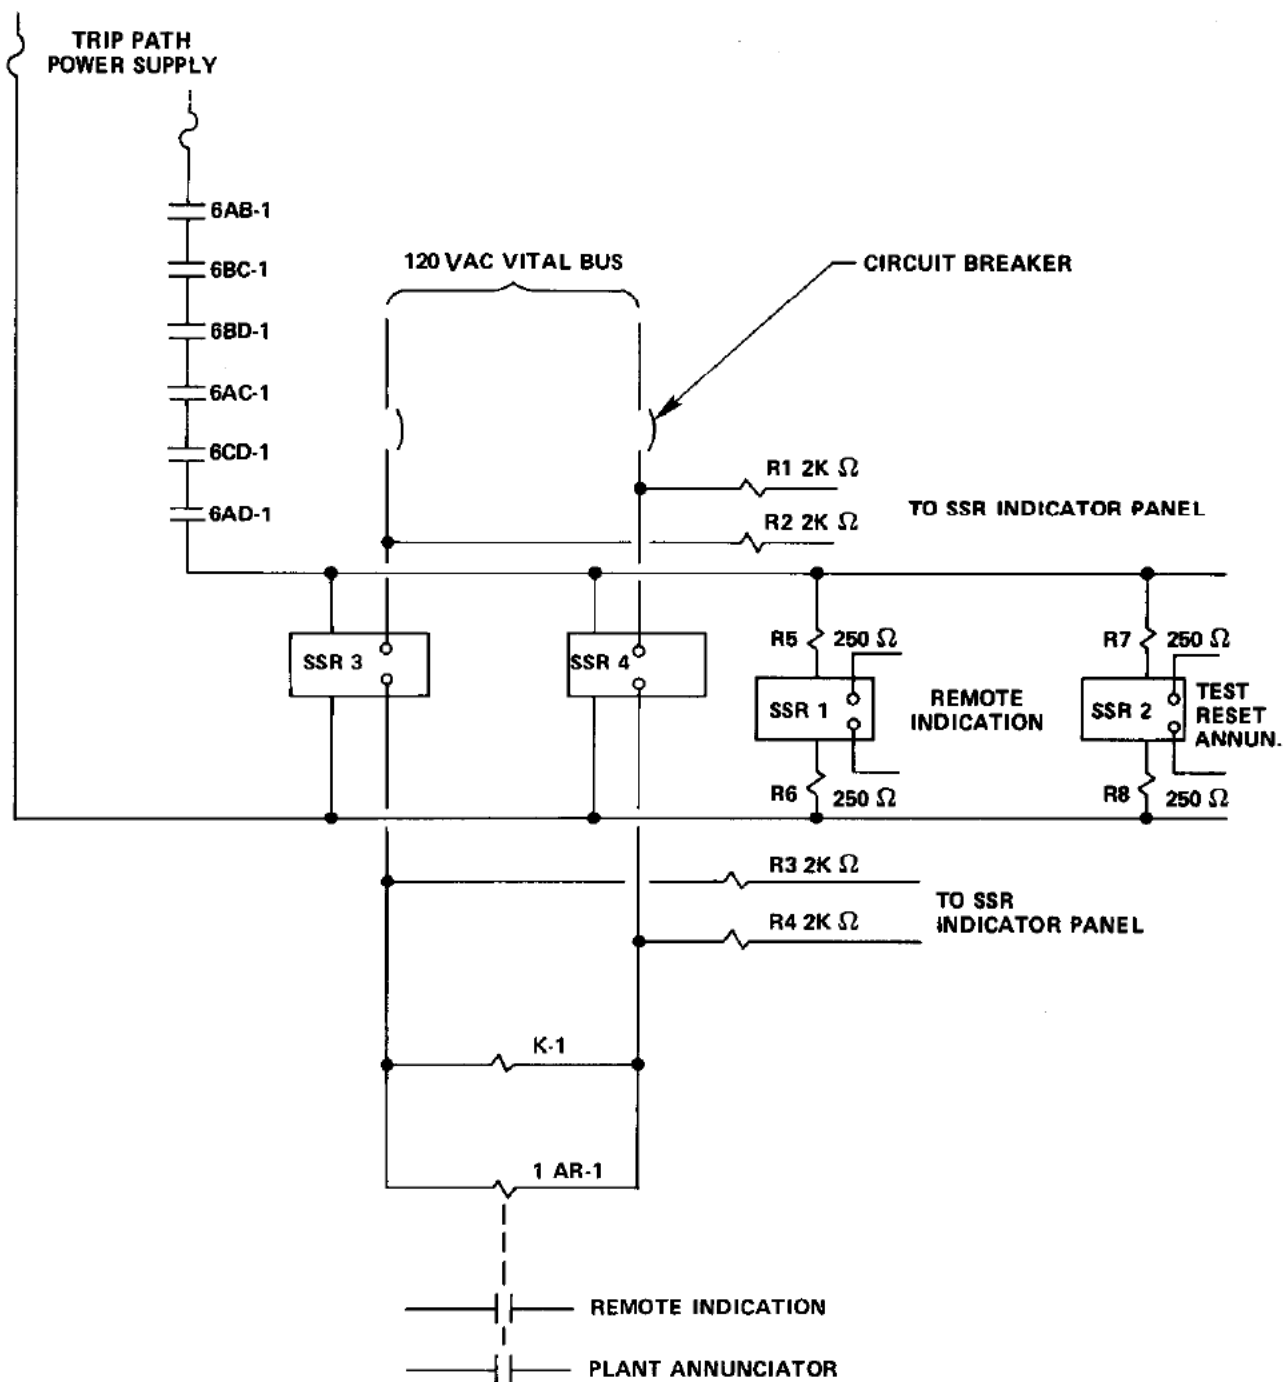 TRIP PATH
POWER SUPPLY
6AB-1
6BC-1
6BD-1
6AC-1
6CD-1
6AD-1
120 VAC VITAL BUS
CIRCUIT BREAKER
R1 2K Ω
R2 2K Ω
TO SSR INDICATOR PANEL
SSR 3
SSR 4
R5 250 Ω
SSR 1
R6 250 Ω
REMOTE
INDICATION
R7 250 Ω
SSR 2
R8 250 Ω
TEST
RESET
ANNUN.
R3 2K Ω
R4 2K Ω
TO SSR
INDICATOR PANEL
K-1
1 AR-1
REMOTE INDICATION
PLANT ANNUNCIATOR